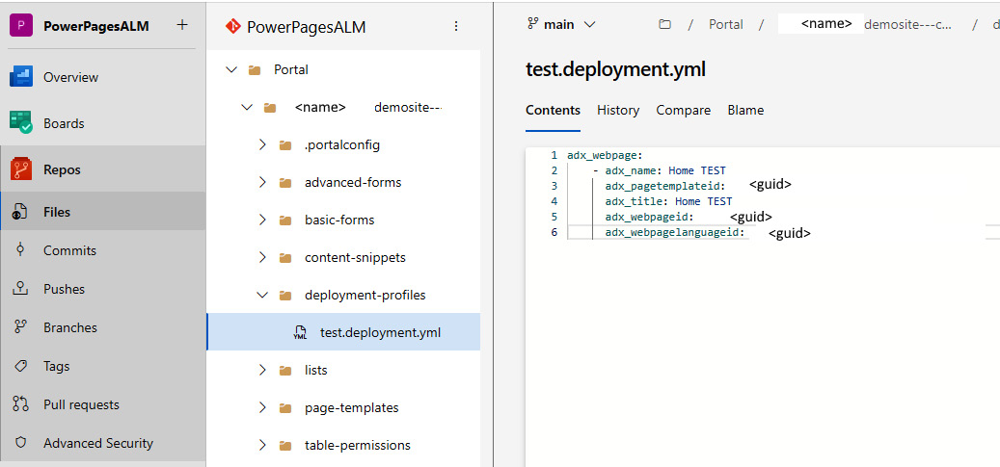 P PowerPagesALM +
Overview
Boards
Repos
Files
Commits
Pushes
Branches
Tags
Pull requests
Advanced Security
PowerPagesALM
Portal
<name> demosite--
.portalconfig
advanced-forms
basic-forms
content-snippets
deployment-profiles
YML test.deployment.yml
lists
page-templates
table-permissions
main / Portal / <name> demosite---c... / d
test.deployment.yml
Contents History Compare Blame
1 adx_webpage:
2 - adx_name: Home TEST
3 adx_pagetemplateid: <guid>
4 adx_title: Home TEST
5 adx_webpageid: <guid>
6 adx_webpagelanguageid: <guid>